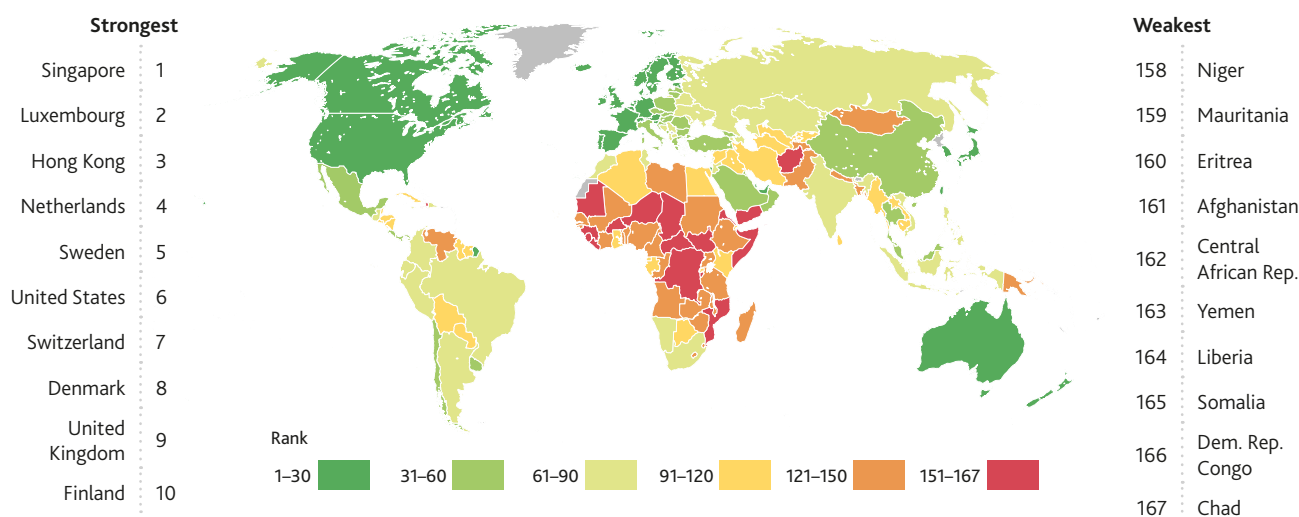 Strongest
Singapore 1
Luxembourg 2
Hong Kong 3
Netherlands 4
Sweden 5
United States 6
Switzerland 7
Denmark 8
United
Kingdom 9
Finland 10
Rank
1–30 31–60 61–90 91–120 121–150 151–167
Weakest
158 Niger
159 Mauritania
160 Eritrea
161 Afghanistan
162 Central
African Rep.
163 Yemen
164 Liberia
165 Somalia
166 Dem. Rep.
Congo
167 Chad